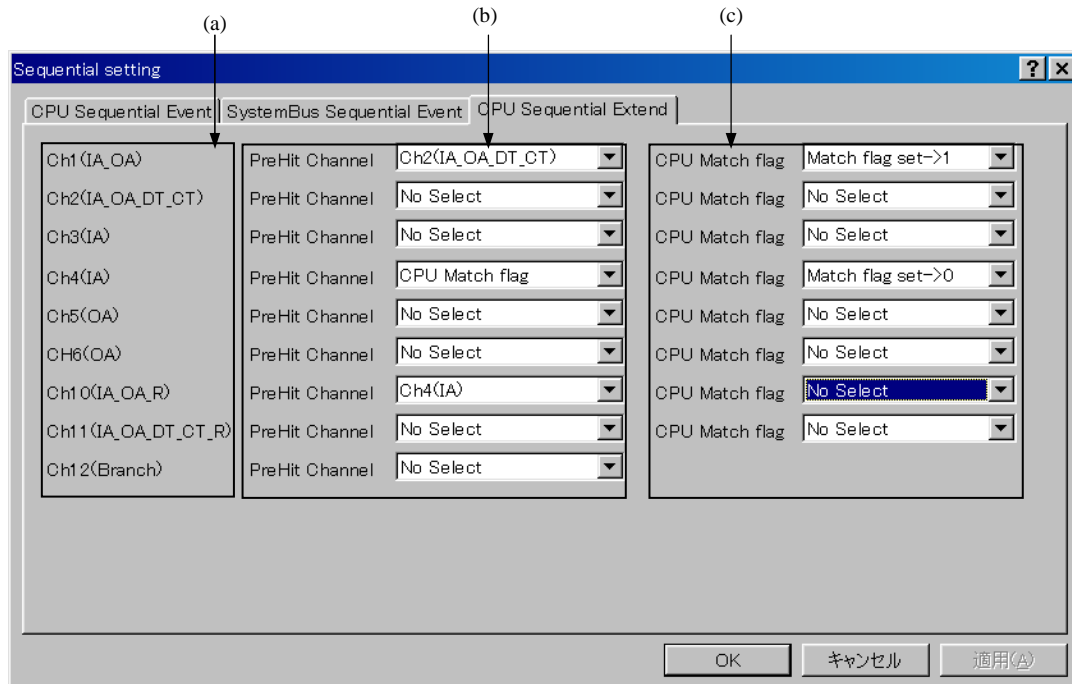 (a) (b) (c)
Sequential setting
CPU Sequential Event SystemBus Sequential Event CPU Sequential Extend
Ch1(IA_OA) PreHit Channel Ch2(IA_OA_DT_CT) CPU Match flag Match flag set->1
Ch2(IA_OA_DT_CT) PreHit Channel No Select CPU Match flag No Select
Ch3(IA) PreHit Channel No Select CPU Match flag No Select
Ch4(IA) PreHit Channel CPU Match flag CPU Match flag Match flag set->0
Ch5(OA) PreHit Channel No Select CPU Match flag No Select
CH6(OA) PreHit Channel No Select CPU Match flag No Select
Ch10(IA_OA_R) PreHit Channel Ch4(IA) CPU Match flag No Select
Ch11(IA_OA_DT_CT_R) PreHit Channel No Select CPU Match flag No Select
Ch12(Branch) PreHit Channel No Select
OK キャンセル 適用(A)